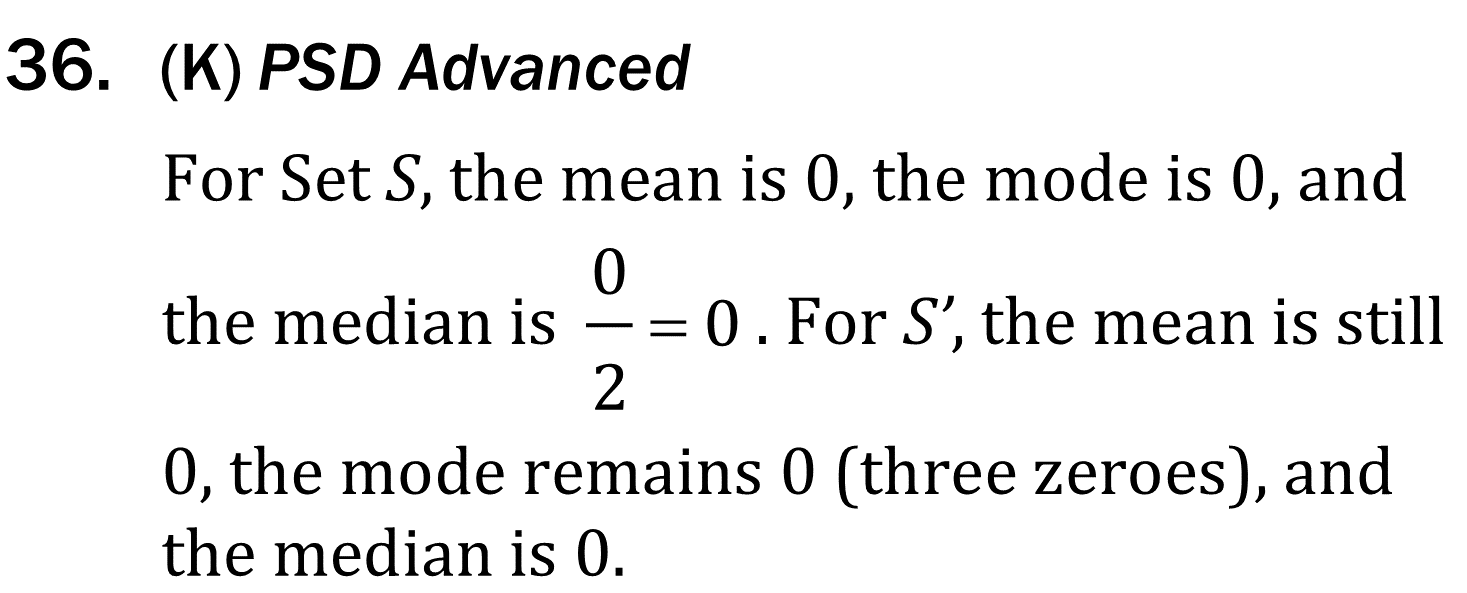 36. (K) PSD Advanced
For Set S, the mean is 0, the mode is 0, and
the median is 0/2 = 0 . For S’, the mean is still
0, the mode remains 0 (three zeroes), and
the median is 0.